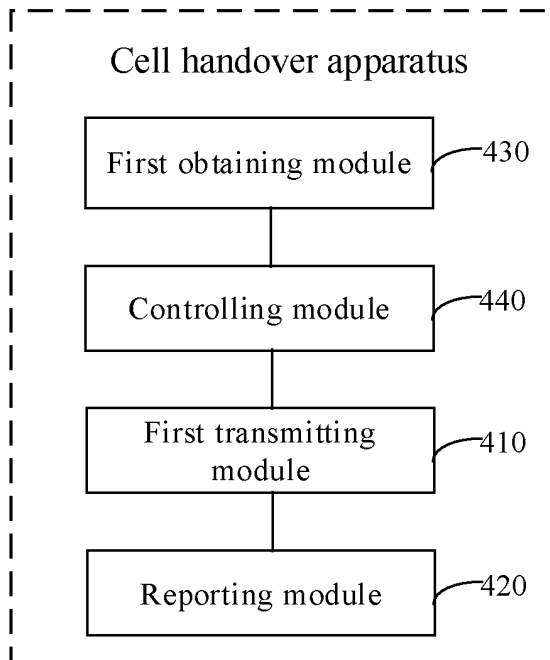 Cell handover apparatus
First obtaining module
430
Controlling module
440
First transmitting
module
410
Reporting module
420